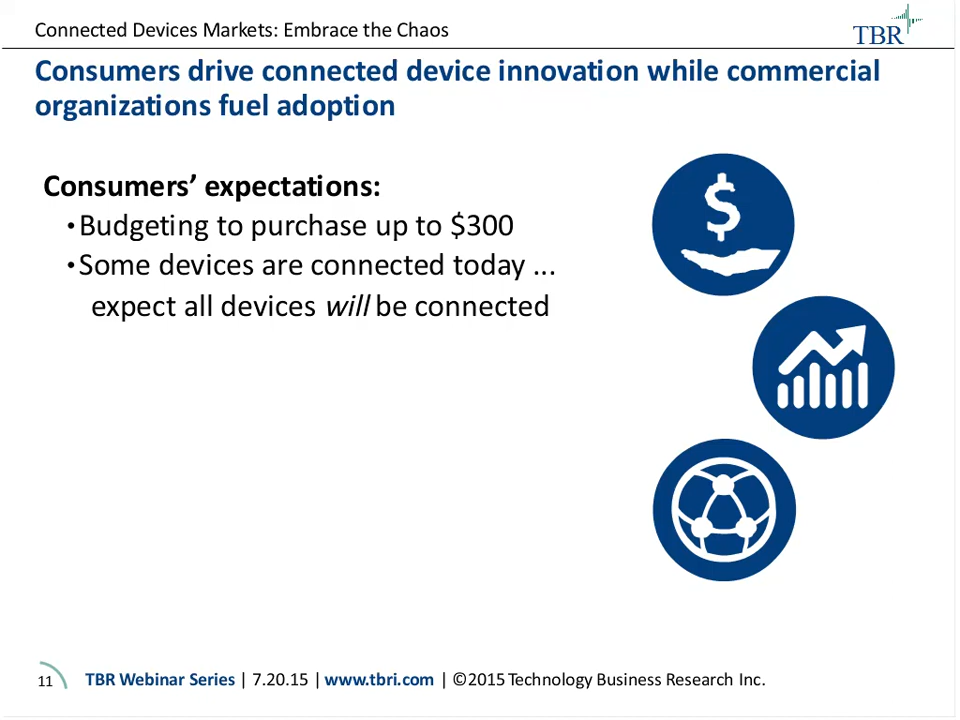 Connected Devices Markets: Embrace the Chaos
TBR
Consumers drive connected device innovation while commercial
organizations fuel adoption
Consumers’ expectations:
•Budgeting to purchase up to $300
•Some devices are connected today ...
expect all devices will be connected
$
11 TBR Webinar Series | 7.20.15 | www.tbri.com | ©2015 Technology Business Research Inc.